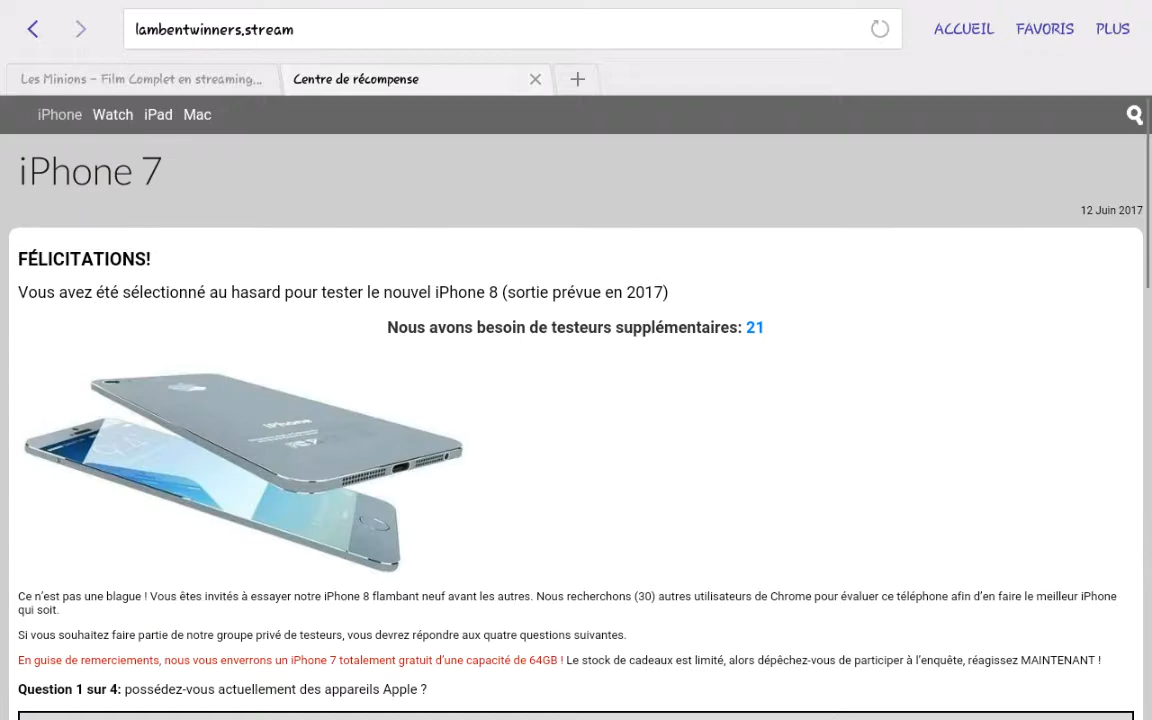 lambentwinners.stream
ACCUEIL FAVORIS PLUS
Les Minions – Film Complet en streaming...
Centre de récompense
iPhone Watch iPad Mac
iPhone 7
12 Juin 2017
FÉLICITATIONS!
Vous avez été sélectionné au hasard pour tester le nouvel iPhone 8 (sortie prévue en 2017)
Nous avons besoin de testeurs supplémentaires: 21
iPhone
Ce n'est pas une blague ! Vous êtes invités à essayer notre iPhone 8 flambant neuf avant les autres. Nous recherchons (30) autres utilisateurs de Chrome pour évaluer ce téléphone afin d'en faire le meilleur iPhone
qui soit.
Si vous souhaitez faire partie de notre groupe privé de testeurs, vous devrez répondre aux quatre questions suivantes.
En guise de remerciements, nous vous enverrons un iPhone 7 totalement gratuit d'une capacité de 64GB ! Le stock de cadeaux est limité, alors dépêchez-vous de participer à l'enquête, réagissez MAINTENANT !
Question 1 sur 4: possédez-vous actuellement des appareils Apple ?